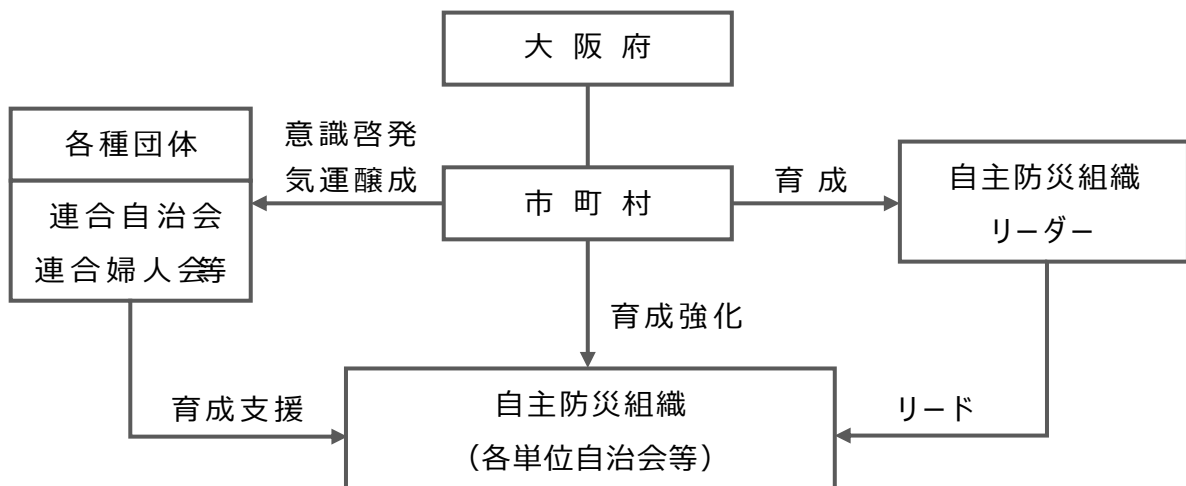 大阪府
各種団体
意識啓発
気運醸成
連合自治会
連合婦人会等
市町村
育成
自主防災組織
リーダー
育成強化
育成支援
自主防災組織
（各単位自治会等）
リード